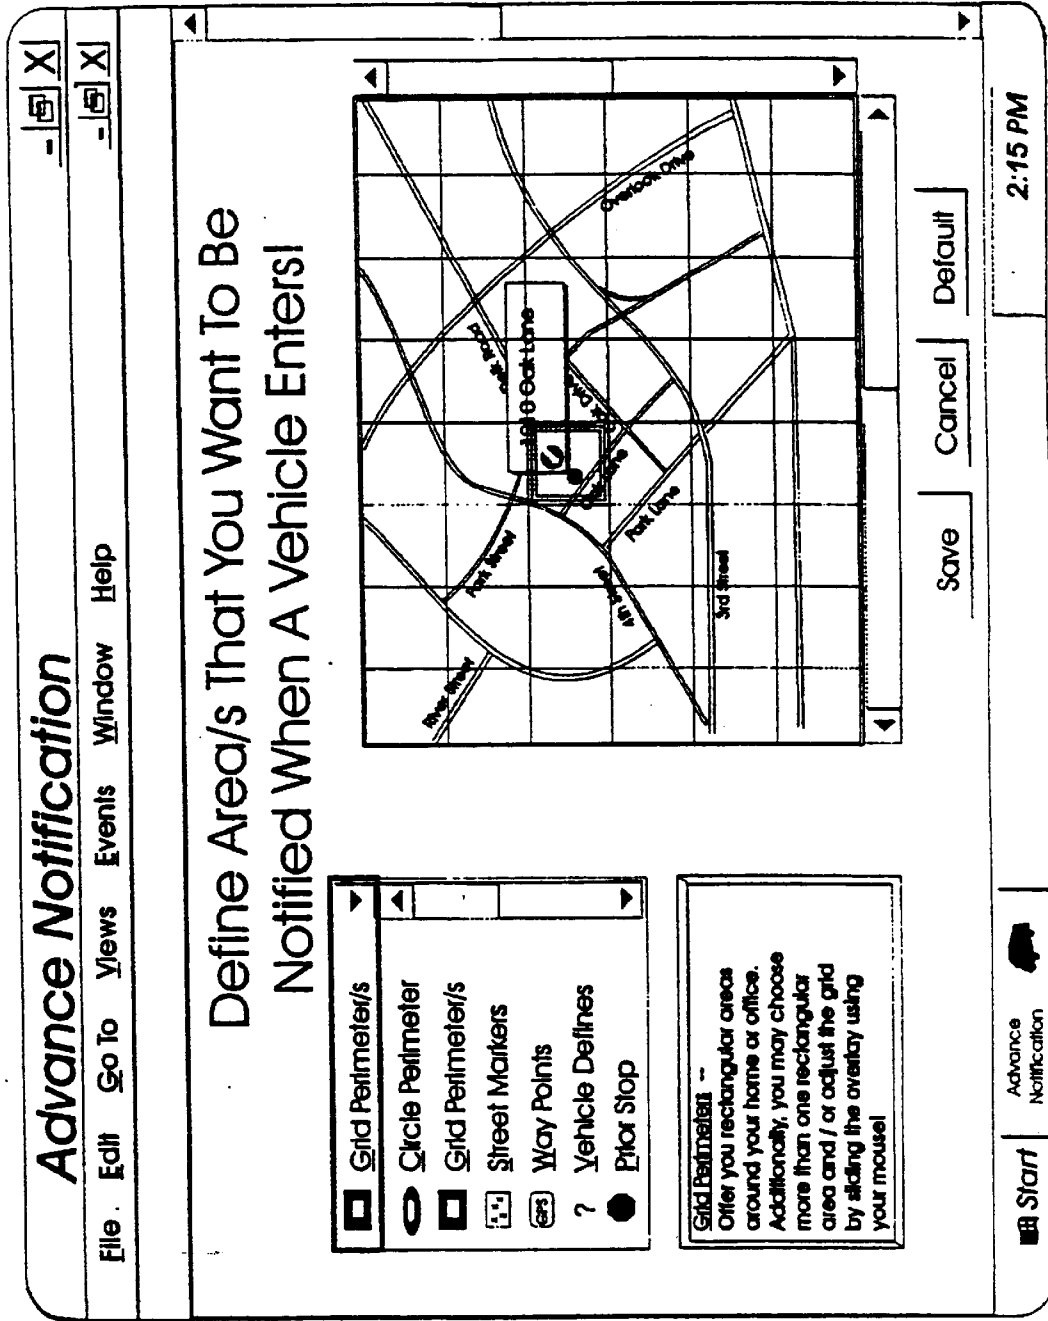 Advance Notification
File Edit Go To Views Events Window Help
Define Area/s That You Want To Be
Notified When A Vehicle Enters!
Grid Perimeter/s
Circle Perimeter
Grid Perimeter/s
Street Markers
GPS Way Points
? Vehicle Defines
Prior Stop
Grid Perimeters --
Offer you rectangular areas
around your home or office.
Additionally, you may choose
more than one rectangular
area and / or adjust the grid
by sliding the overlay using
your mouse!
River Street
Park Street
4th Street
3rd Street
Park Lane
Oak Lane
Oak Lane
Road
Overlook Drive
Save Cancel Default
Start
Advance
Notification
2:15 PM